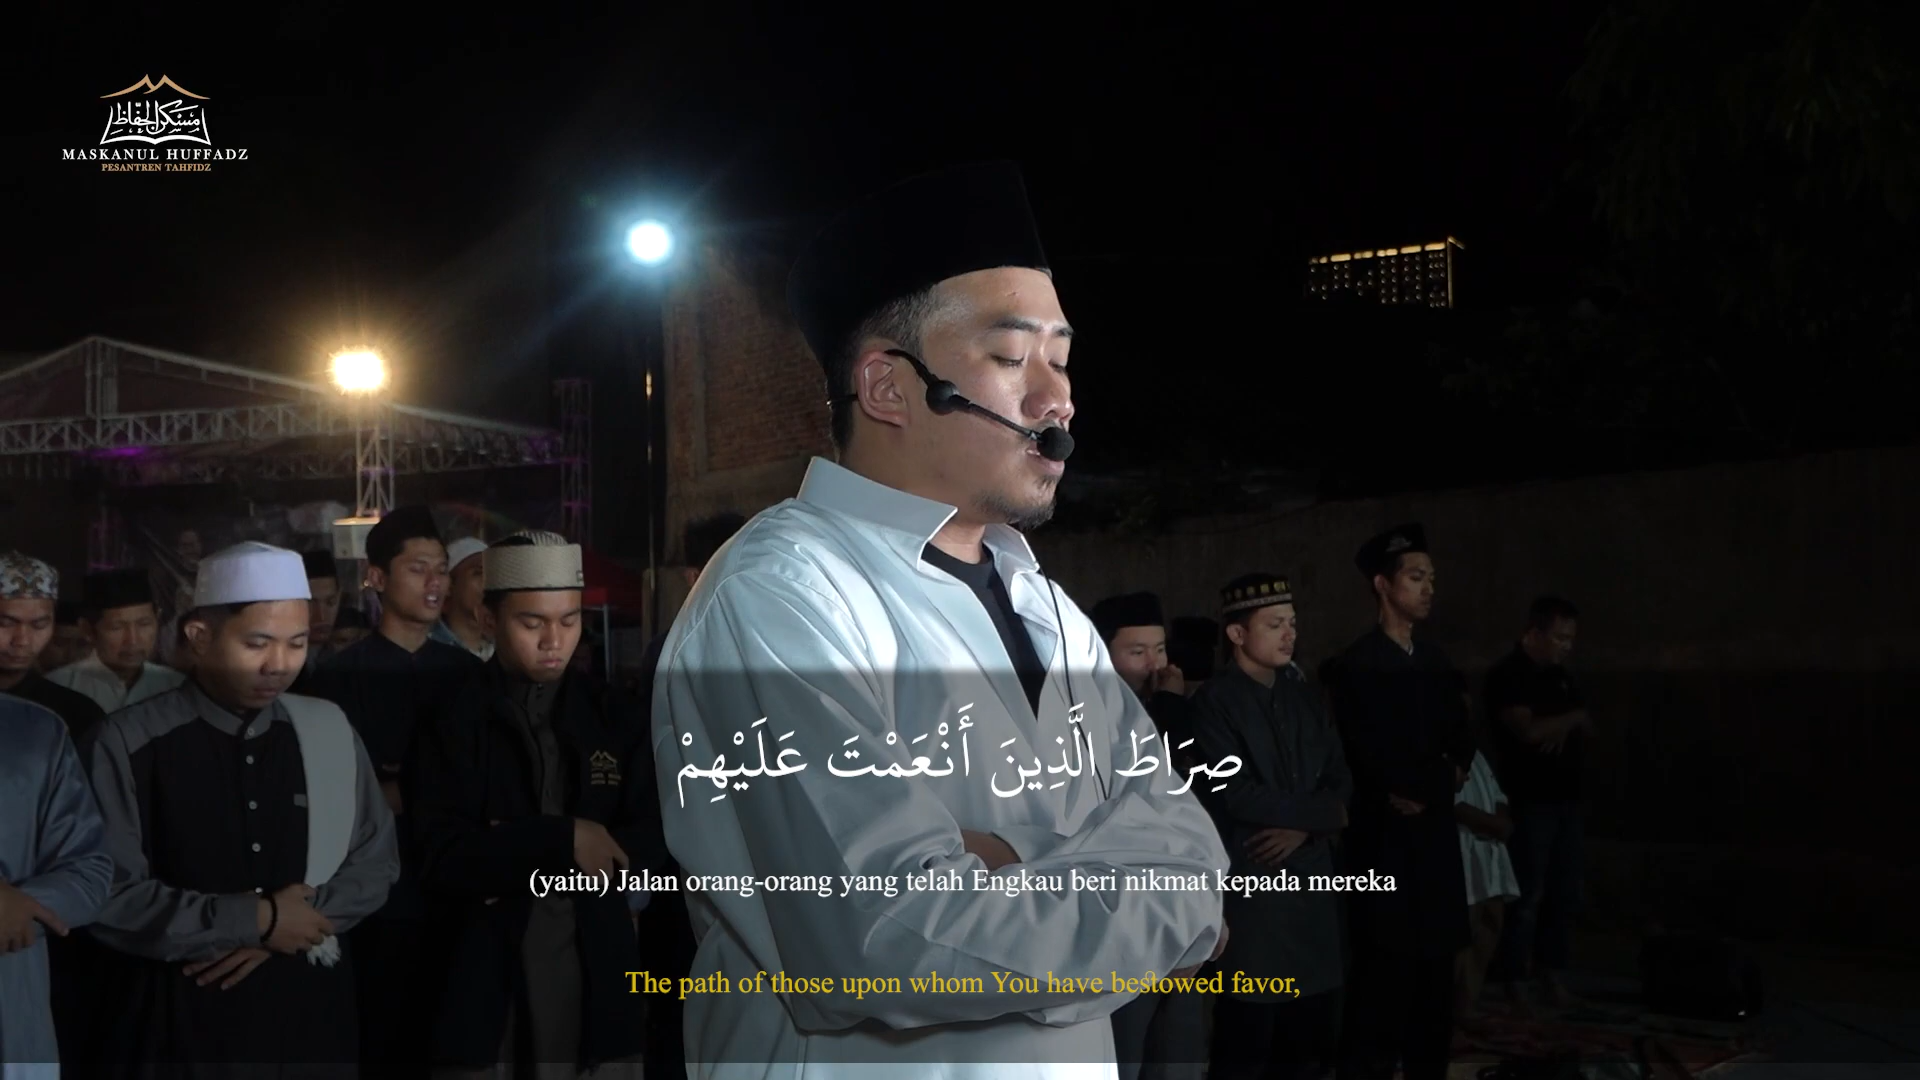 مسكن الحفاظ
MASKANUL HUFFADZ
PESANTREN TAHFIDZ
صِرَاطَ الَّذِينَ أَنْعَمْتَ عَلَيْهِمْ
(yaitu) Jalan orang-orang yang telah Engkau beri nikmat kepada mereka
The path of those upon whom You have bestowed favor,